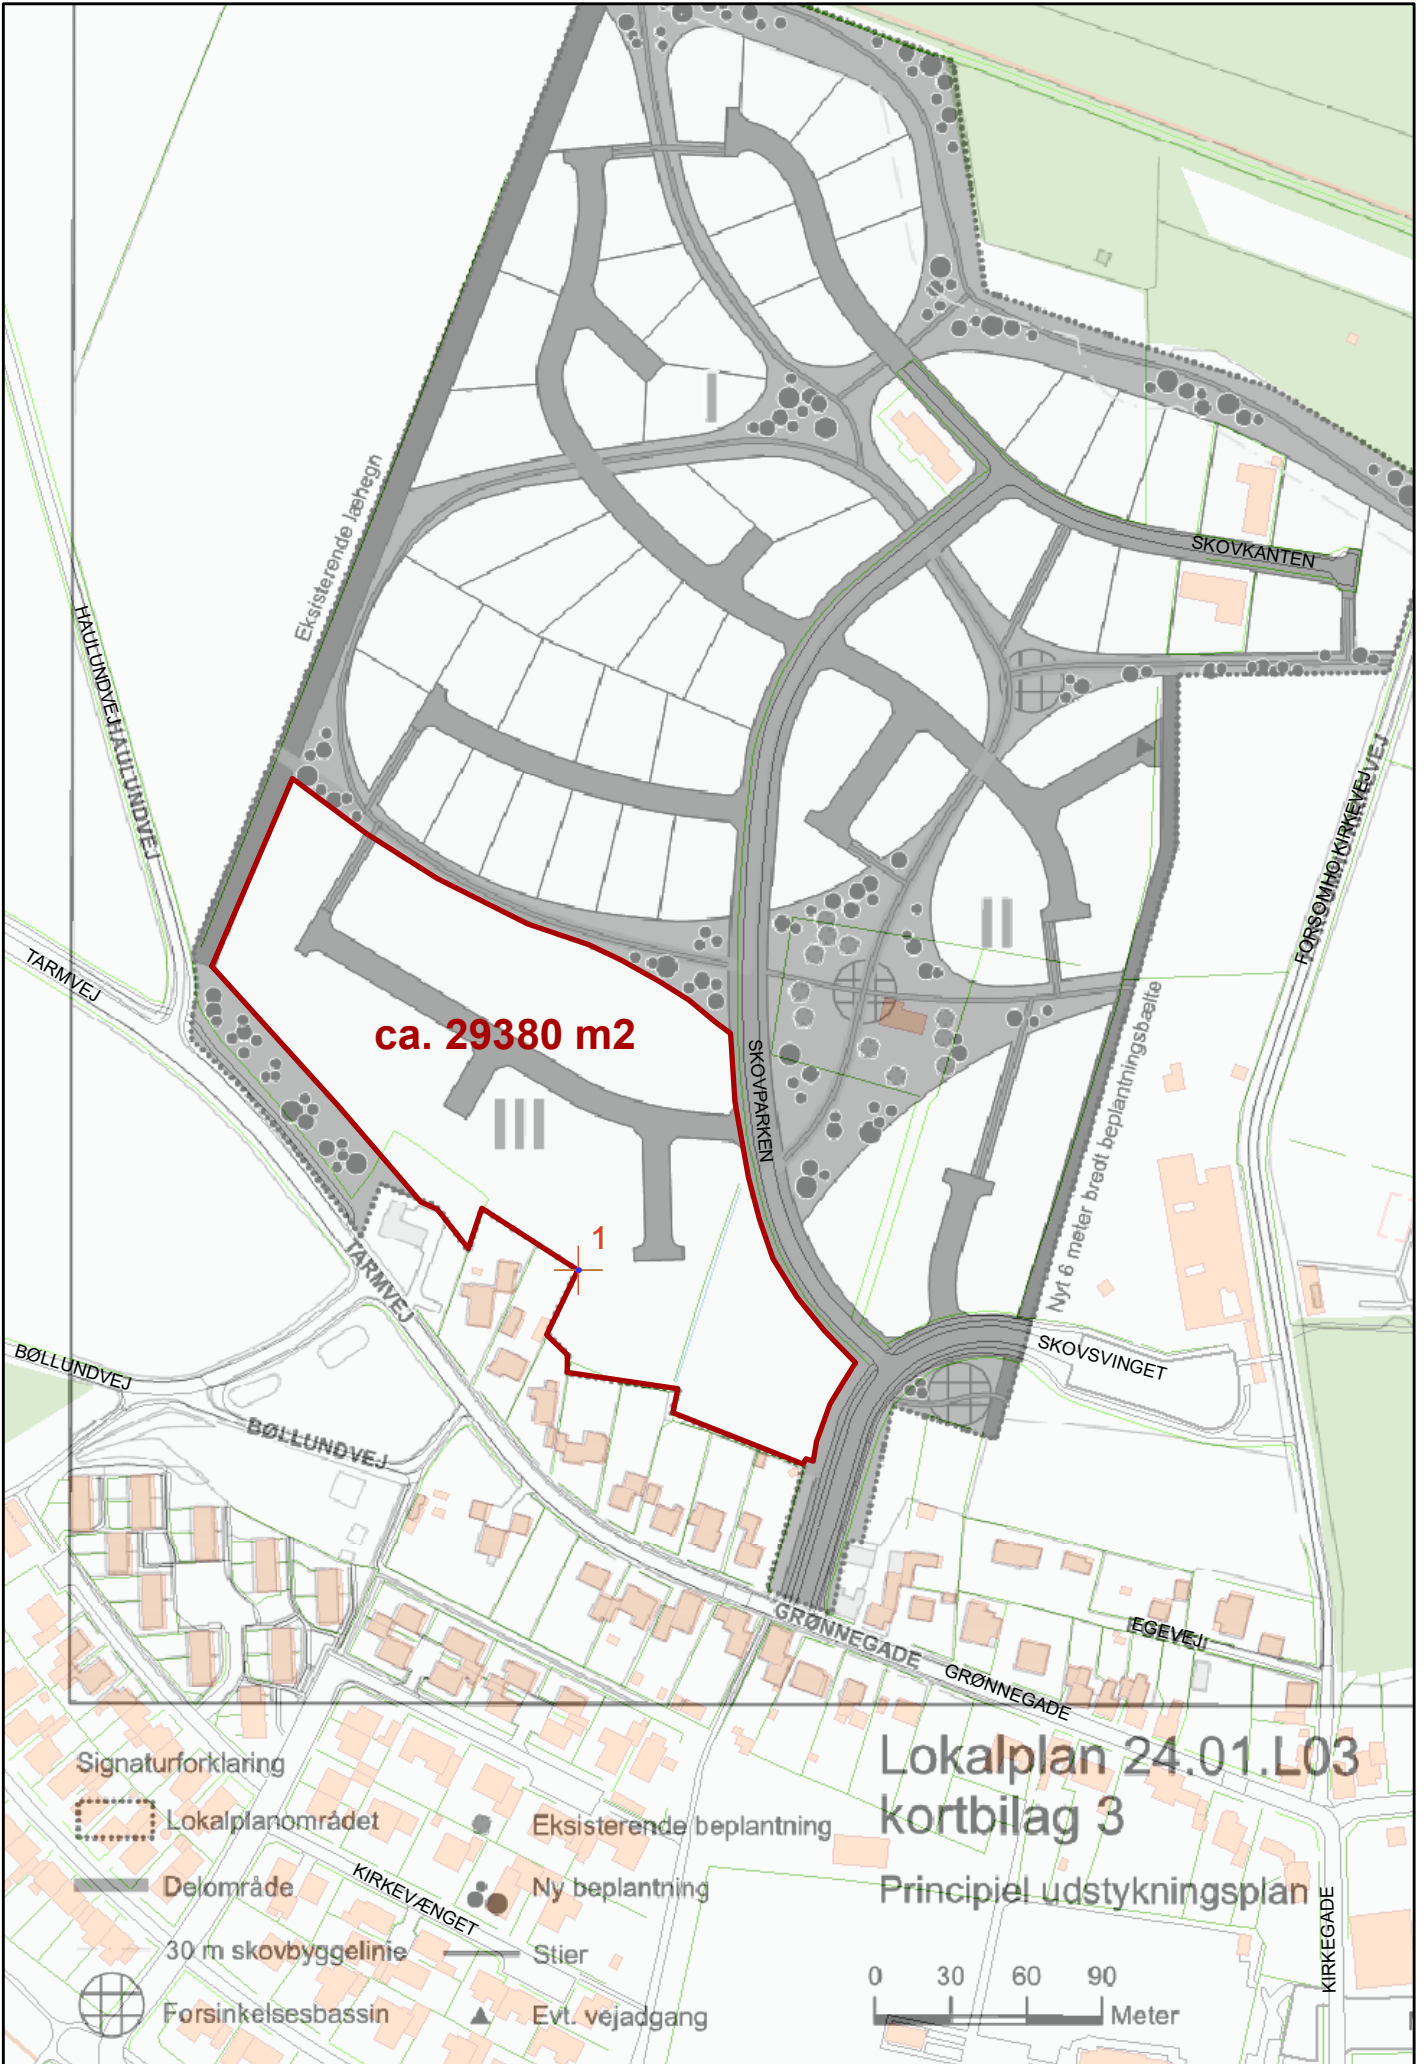 I
SKOVKANTEN
Eksisterende læhegn
HAULUNDVEJ
HAULUNDVEJ
FORSOMHO KIRKEVEJ
II
TARMVEJ
ca. 29380 m2
SKOVPARKEN
III
Nyt 6 meter bredt beplantningsbælte
1
TARMVEJ
SKOVSVINGET
BØLLUNDVEJ
BØLLUNDVEJ
GRØNNEGADE
EGEVEJ
GRØNNEGADE
Lokalplan 24.01.L03
kortbilag 3
Principiel udstykningsplan
Signaturforklaring
Lokalplanområdet
Eksisterende beplantning
Delområde
Ny beplantning
KIRKEVÆNGET
30 m skovbyggelinie
Stier
Forsinkelsesbassin
Evt. vejadgang
KIRKEGADE
0 30 60 90
Meter